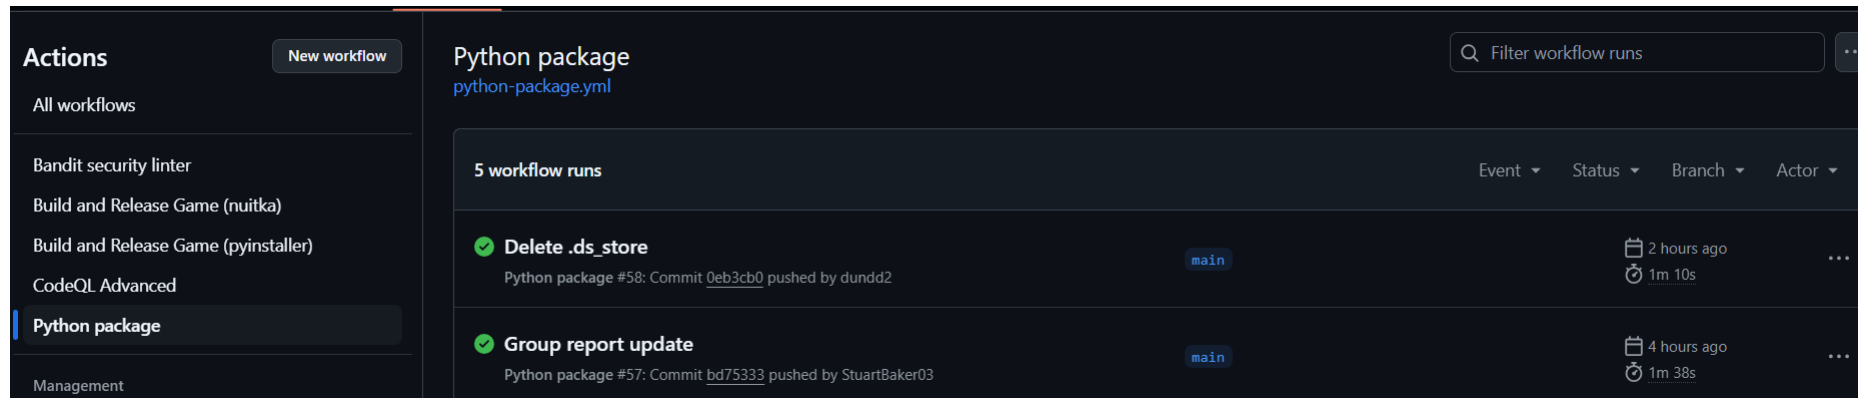 Actions
New workflow
All workflows
Bandit security linter
Build and Release Game (nuitka)
Build and Release Game (pyinstaller)
CodeQL Advanced
Python package
Management
Python package
python-package.yml
Filter workflow runs
5 workflow runs
Event
Status
Branch
Actor
Delete .ds_store
Python package #58: Commit 0eb3cb0 pushed by dundd2
main
2 hours ago
1m 10s
Group report update
Python package #57: Commit bd75333 pushed by StuartBaker03
main
4 hours ago
1m 38s